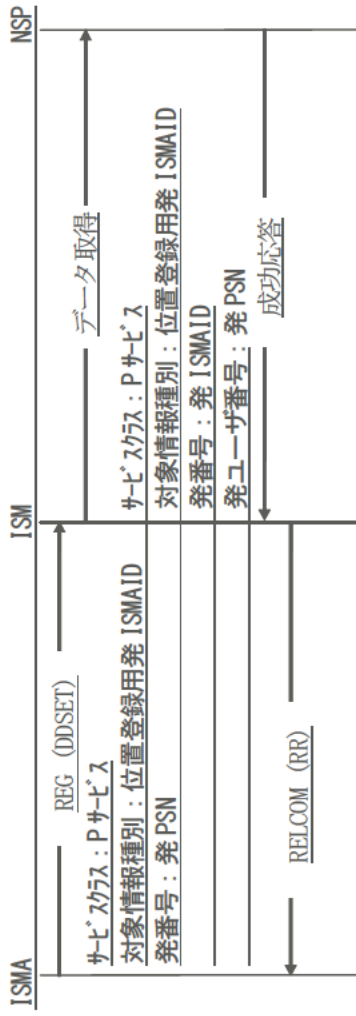 ISMA ISM NSP
REG (DDSET)
サービスクラス：Pサービス
対象情報種別：位置登録用発ISMAID
発番号：発PSN
データ取得
サービスクラス：Pサービス
対象情報種別：位置登録用発ISMAID
発番号：発ISMAID
発ユーザ番号：発PSN
成功応答
RELCOM (RR)